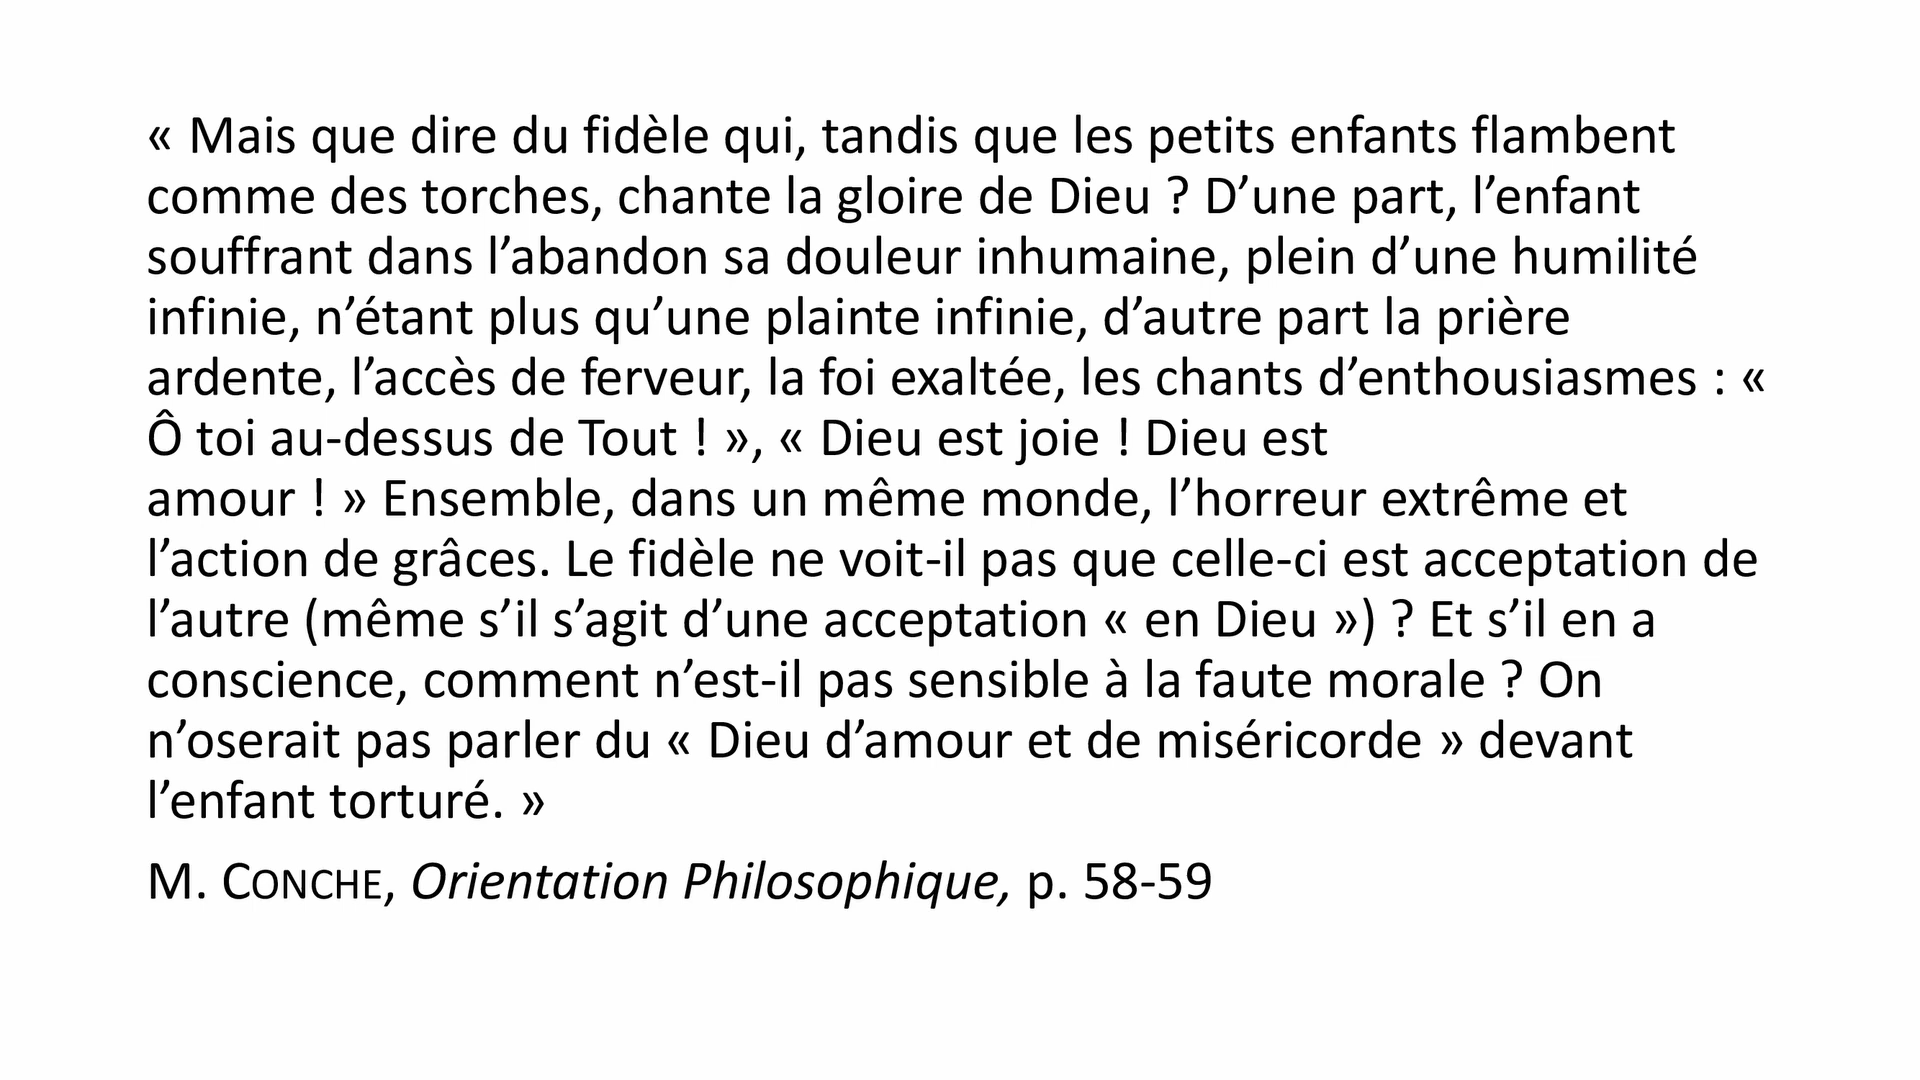 « Mais que dire du fidèle qui, tandis que les petits enfants flambent
comme des torches, chante la gloire de Dieu ? D’une part, l’enfant
souffrant dans l’abandon sa douleur inhumaine, plein d’une humilité
infinie, n’étant plus qu’une plainte infinie, d’autre part la prière
ardente, l’accès de ferveur, la foi exaltée, les chants d’enthousiasmes : «
Ô toi au-dessus de Tout ! », « Dieu est joie ! Dieu est
amour ! » Ensemble, dans un même monde, l’horreur extrême et
l’action de grâces. Le fidèle ne voit-il pas que celle-ci est acceptation de
l’autre (même s’il s’agit d’une acceptation « en Dieu ») ? Et s’il en a
conscience, comment n’est-il pas sensible à la faute morale ? On
n’oserait pas parler du « Dieu d’amour et de miséricorde » devant
l’enfant torturé. »
M. CONCHE, Orientation Philosophique, p. 58-59